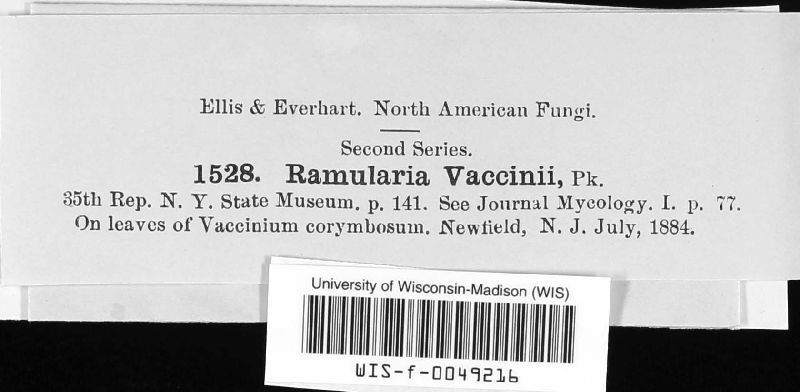 Ellis & Everhart. North American Fungi.
Second Series.
1528. Ramularia Vaccinii, Pk.
35th Rep. N. Y. State Museum. p. 141. See Journal Mycology. I. p. 77.
On leaves of Vaccinium corymbosum. Newfield, N. J. July, 1884.
University of Wisconsin-Madison (WIS)
WIS-f-0049216